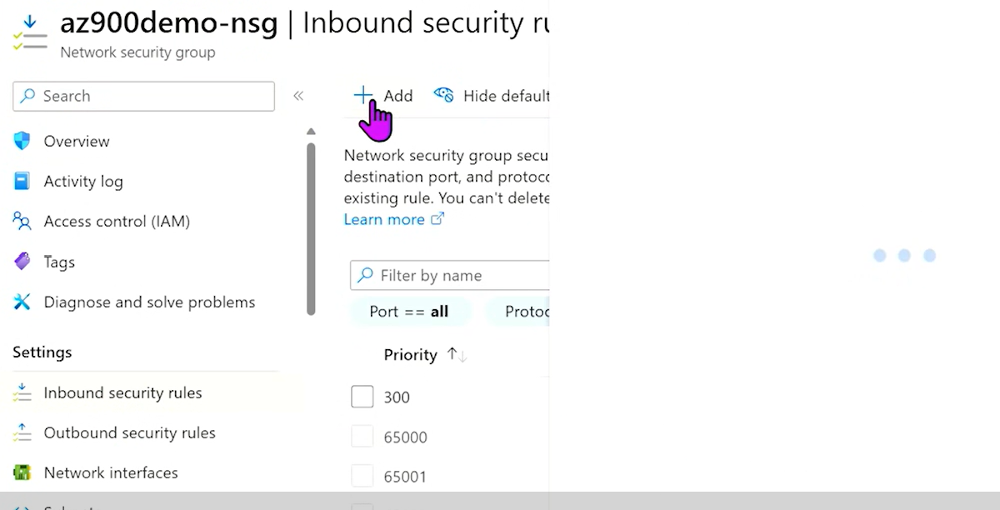 az900demo-nsg | Inbound security
Network security group
Search
Add Hide default
Overview
Activity log
Access control (IAM)
Tags
Diagnose and solve problems
Settings
Inbound security rules
Outbound security rules
Network interfaces
Network security group secu
destination port, and protoc
existing rule. You can't delete
Learn more
Filter by name
Port == all Protoc
Priority
300
65000
65001